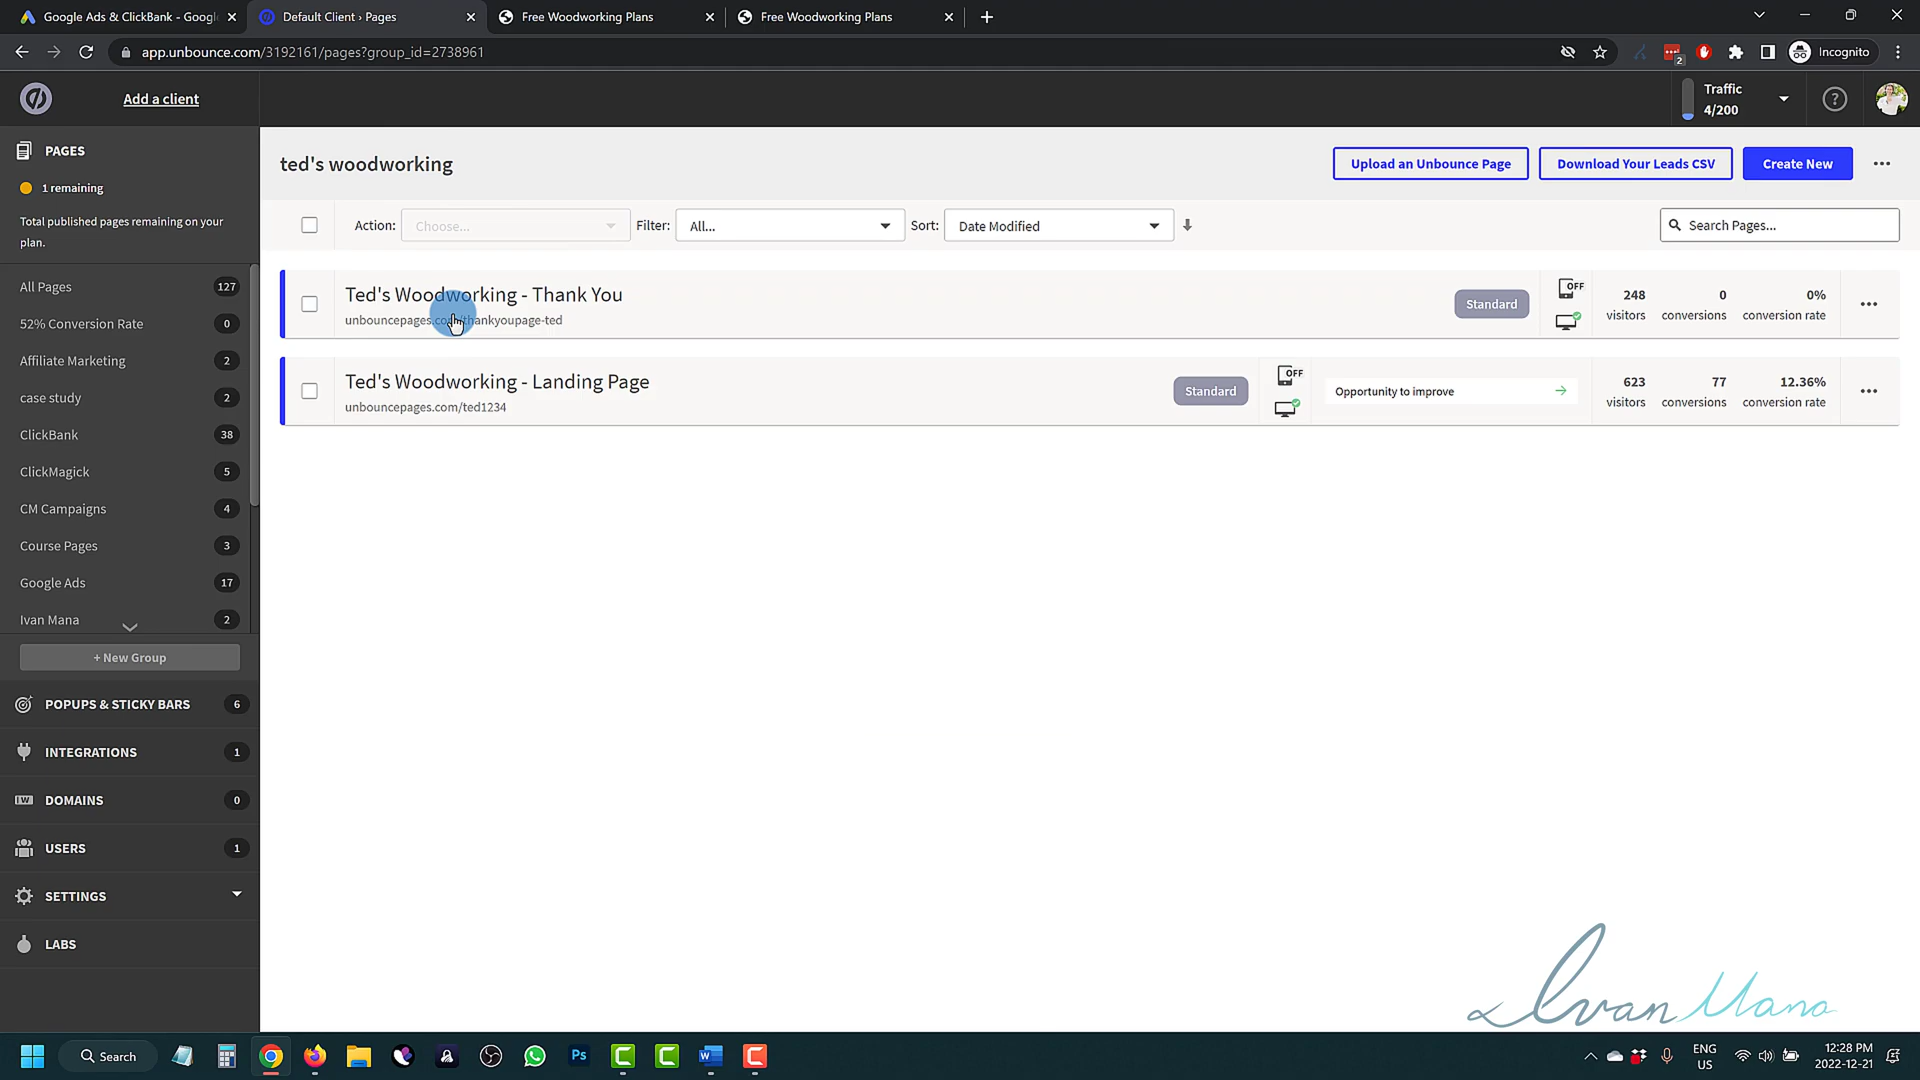 Google Ads & ClickBank - Googl
Default Client › Pages
Free Woodworking Plans
Free Woodworking Plans
app.unbounce.com/3192161/pages?group_id=2738961
2
Incognito
Add a client
Traffic
4/200
PAGES
1 remaining
Total published pages remaining on your
plan.
All Pages 127
52% Conversion Rate 0
Affiliate Marketing 2
case study 2
ClickBank 38
ClickMagick 5
CM Campaigns 4
Course Pages 3
Google Ads 17
Ivan Mana 2
+ New Group
POPUPS & STICKY BARS 6
INTEGRATIONS 1
DOMAINS 0
USERS 1
SETTINGS
LABS
ted's woodworking
Upload an Unbounce Page
Download Your Leads CSV
Create New
Action: Choose... Filter: All... Sort: Date Modified
Search Pages...
Ted's Woodworking - Thank You
unbouncepages.com/thankyoupage-ted
Standard
OFF
248 0 0%
visitors conversions conversion rate
Ted's Woodworking - Landing Page
unbouncepages.com/ted1234
Standard
OFF
Opportunity to improve
623 77 12.36%
visitors conversions conversion rate
Ivan Mana
Search
Ps
ENG
US
12:28 PM
2022-12-21